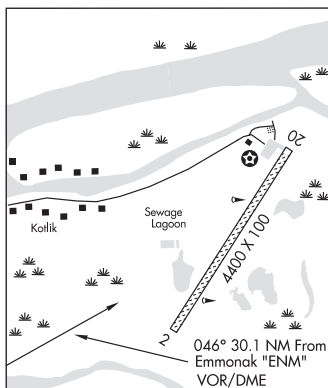 20
Sewage
Lagoon
Kotlik
4400 X 100
2
046° 30.1 NM From
Emmonak "ENM"
VOR/DME